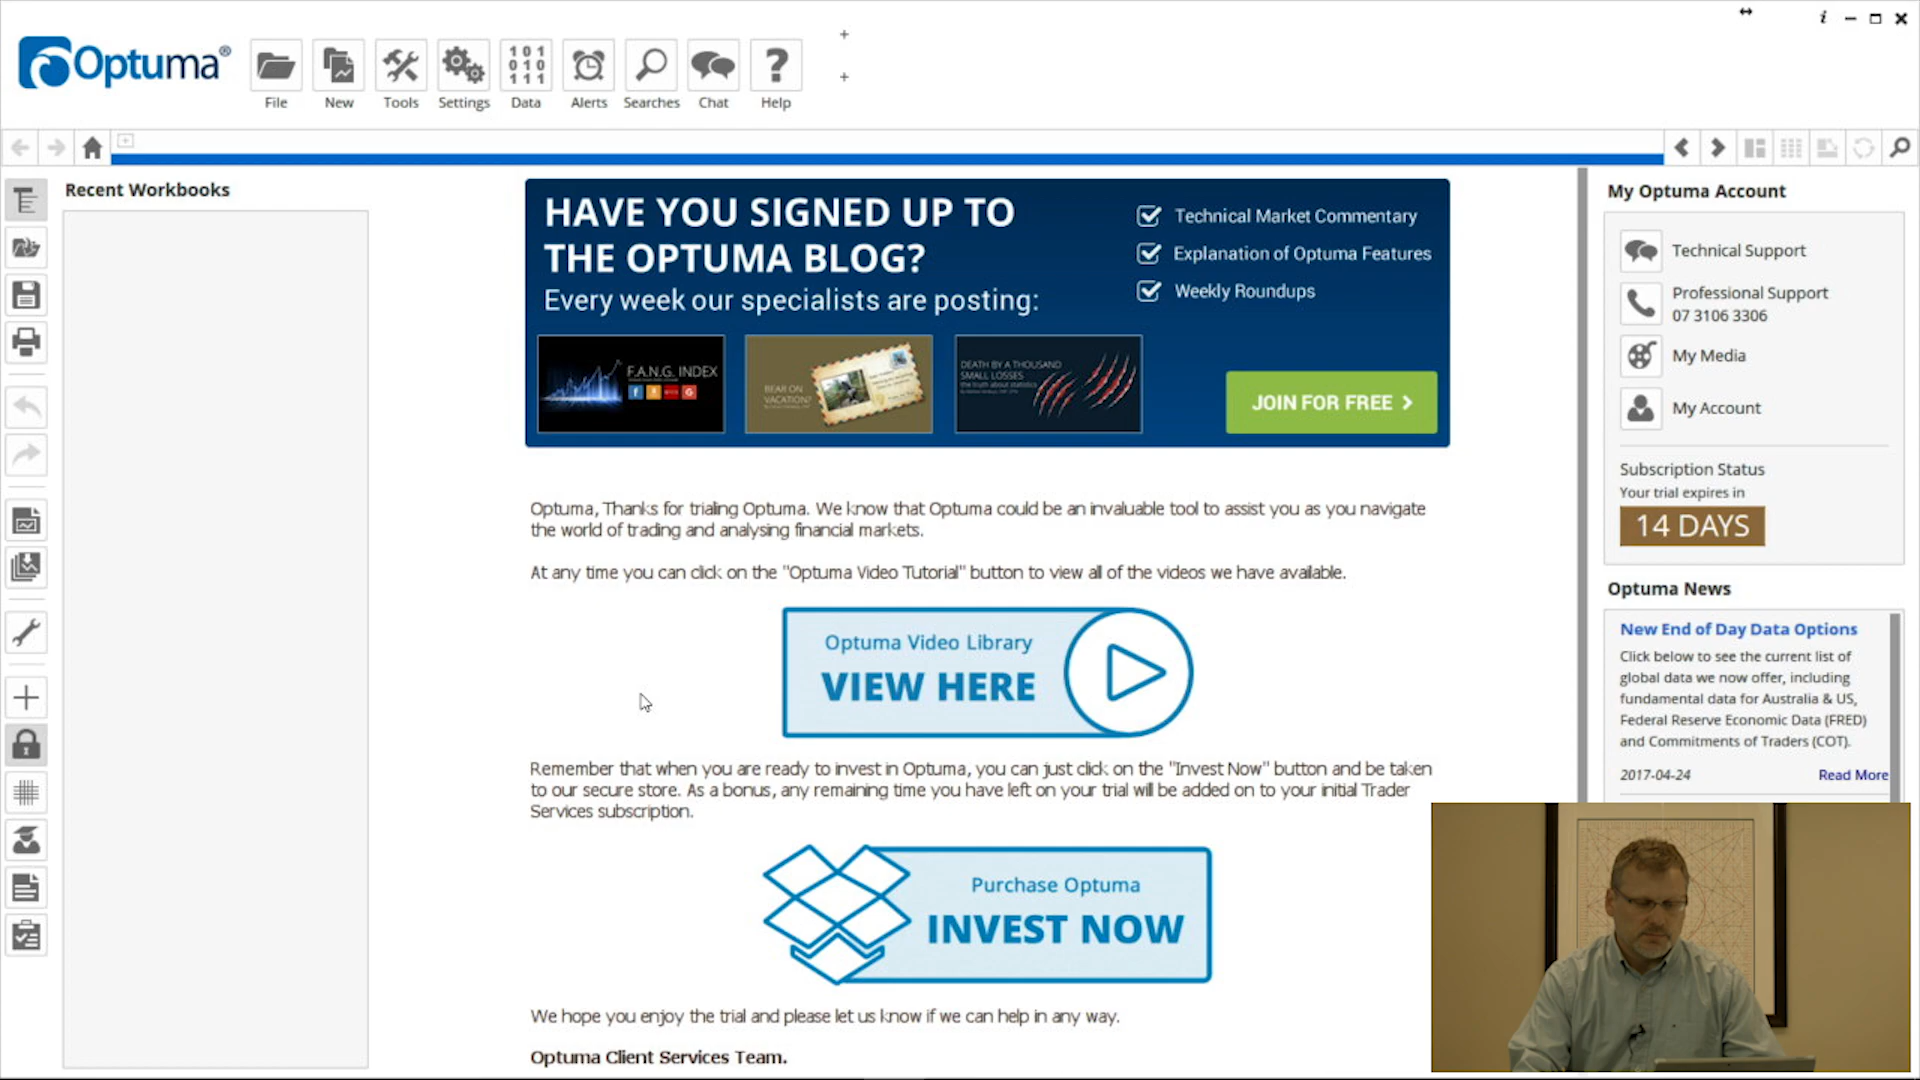 Optuma®
File
New
Tools
Settings
Data
Alerts
Searches
Chat
Help
Recent Workbooks
HAVE YOU SIGNED UP TO
THE OPTUMA BLOG?
Every week our specialists are posting:
Technical Market Commentary
Explanation of Optuma Features
Weekly Roundups
F.A.N.G. INDEX
BEAR ON
VACATION?
DEATH BY A THOUSAND
SMALL LOSSES
the truth about statistics
JOIN FOR FREE
Optuma, Thanks for trialing Optuma. We know that Optuma could be an invaluable tool to assist you as you navigate
the world of trading and analysing financial markets.
At any time you can click on the "Optuma Video Tutorial" button to view all of the videos we have available.
Optuma Video Library
VIEW HERE
Remember that when you are ready to invest in Optuma, you can just click on the "Invest Now" button and be taken
to our secure store. As a bonus, any remaining time you have left on your trial will be added on to your initial Trader
Services subscription.
Purchase Optuma
INVEST NOW
We hope you enjoy the trial and please let us know if we can help in any way.
Optuma Client Services Team.
My Optuma Account
Technical Support
Professional Support
07 3106 3306
My Media
My Account
Subscription Status
Your trial expires in
14 DAYS
Optuma News
New End of Day Data Options
Click below to see the current list of
global data we now offer, including
fundamental data for Australia & US,
Federal Reserve Economic Data (FRED)
and Commitments of Traders (COT).
2017-04-24
Read More